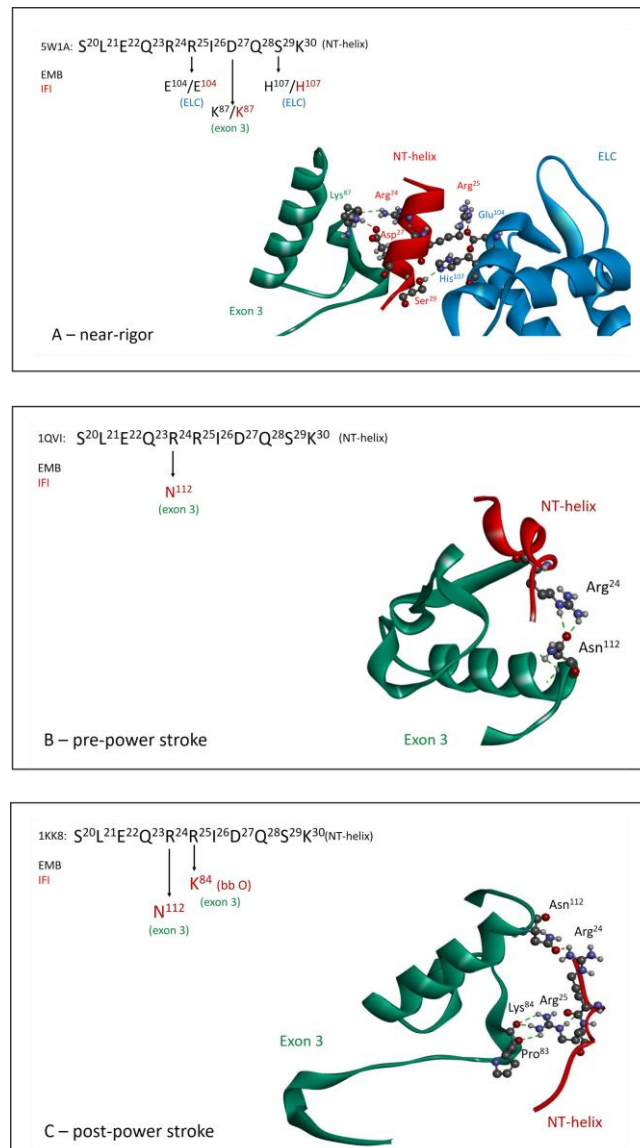 5W1A: S²⁰L²¹E²²Q²³R²⁴R²⁵I²⁶D²⁷Q²⁸S²⁹K³⁰ (NT-helix)
EMB
IFI
E¹⁰⁴/E¹⁰⁴
(ELC)
H¹⁰⁷/H¹⁰⁷
(ELC)
K⁸⁷/K⁸⁷
(exon 3)
NT-helix
ELC
Lys⁸⁷
Arg²⁴
Arg²⁵
Glu¹⁰⁴
Asp²⁷
His¹⁰⁷
Ser²⁹
Exon 3
A – near-rigor
1QVI: S²⁰L²¹E²²Q²³R²⁴R²⁵I²⁶D²⁷Q²⁸S²⁹K³⁰ (NT-helix)
EMB
IFI
N¹¹²
(exon 3)
NT-helix
Arg²⁴
Asn¹¹²
Exon 3
B – pre-power stroke
1KK8: S²⁰L²¹E²²Q²³R²⁴R²⁵I²⁶D²⁷Q²⁸S²⁹K³⁰(NT-helix)
EMB
IFI
K⁸⁴ (bb O)
(exon 3)
N¹¹²
(exon 3)
Asn¹¹²
Arg²⁴
Lys⁸⁴
Arg²⁵
Pro⁸³
Exon 3
NT-helix
C – post-power stroke